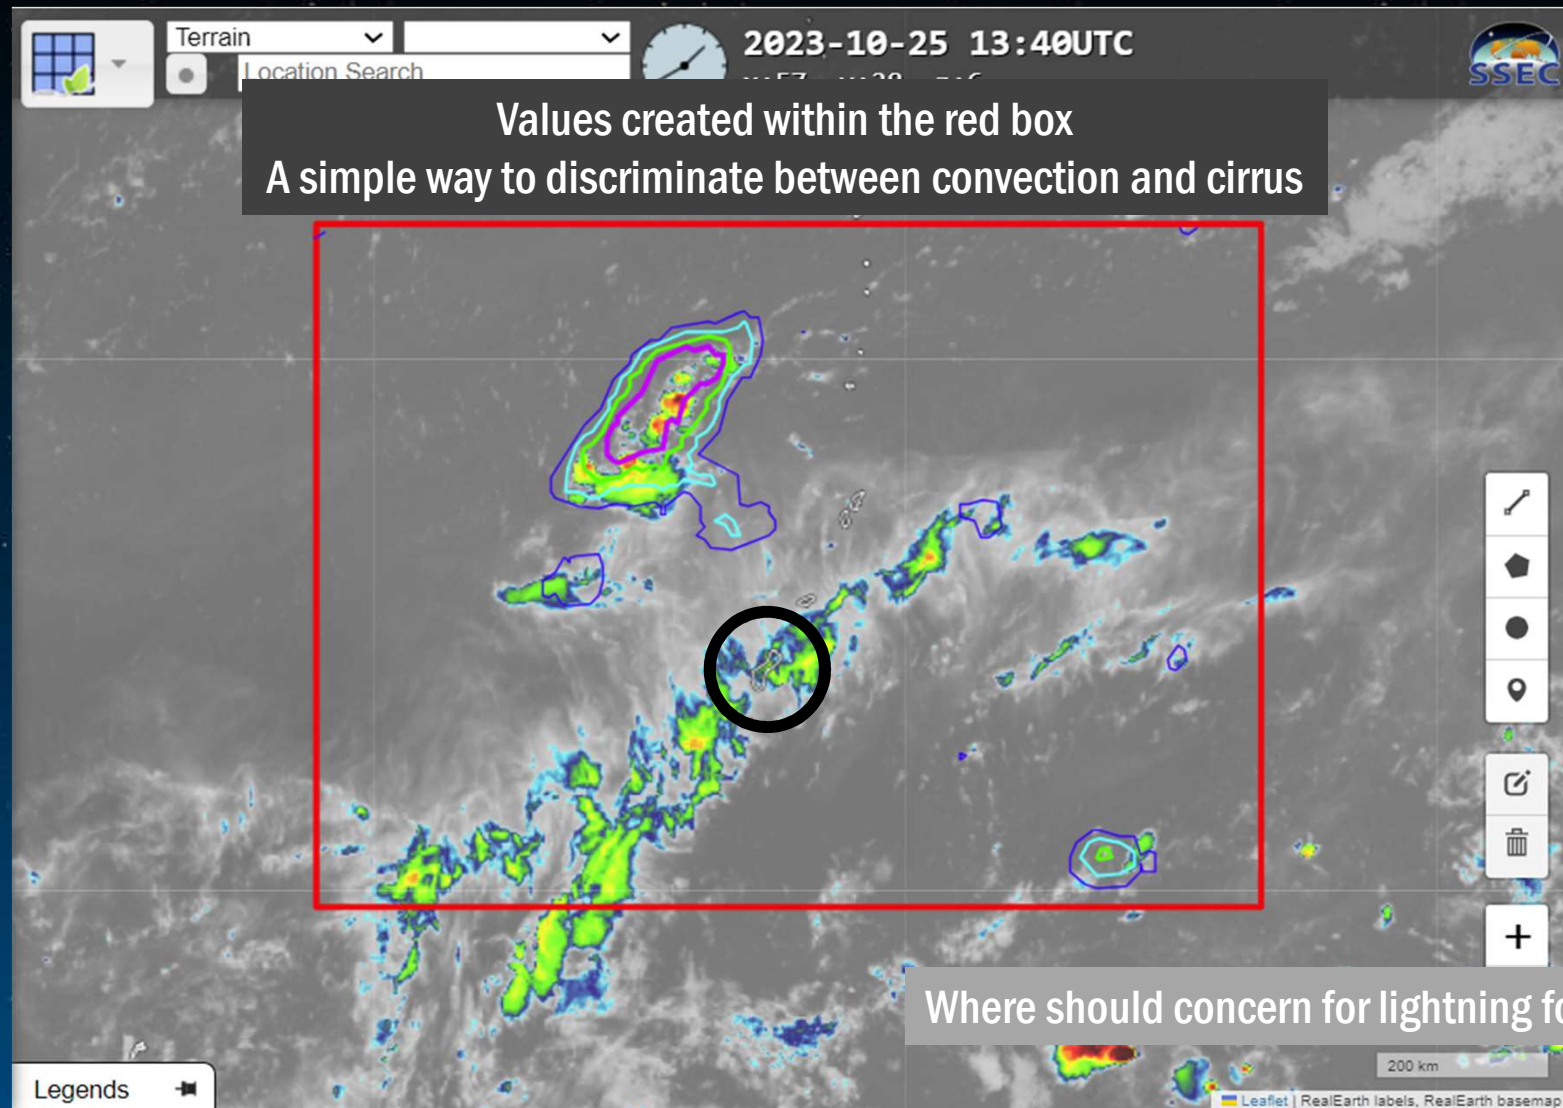 Terrain
2023-10-25 13:40UTC
SSEC
Location Search
Values created within the red box
A simple way to discriminate between convection and cirrus
Where should concern for lightning fo
200 km
Legends
Leaflet | RealEarth labels, RealEarth basemap